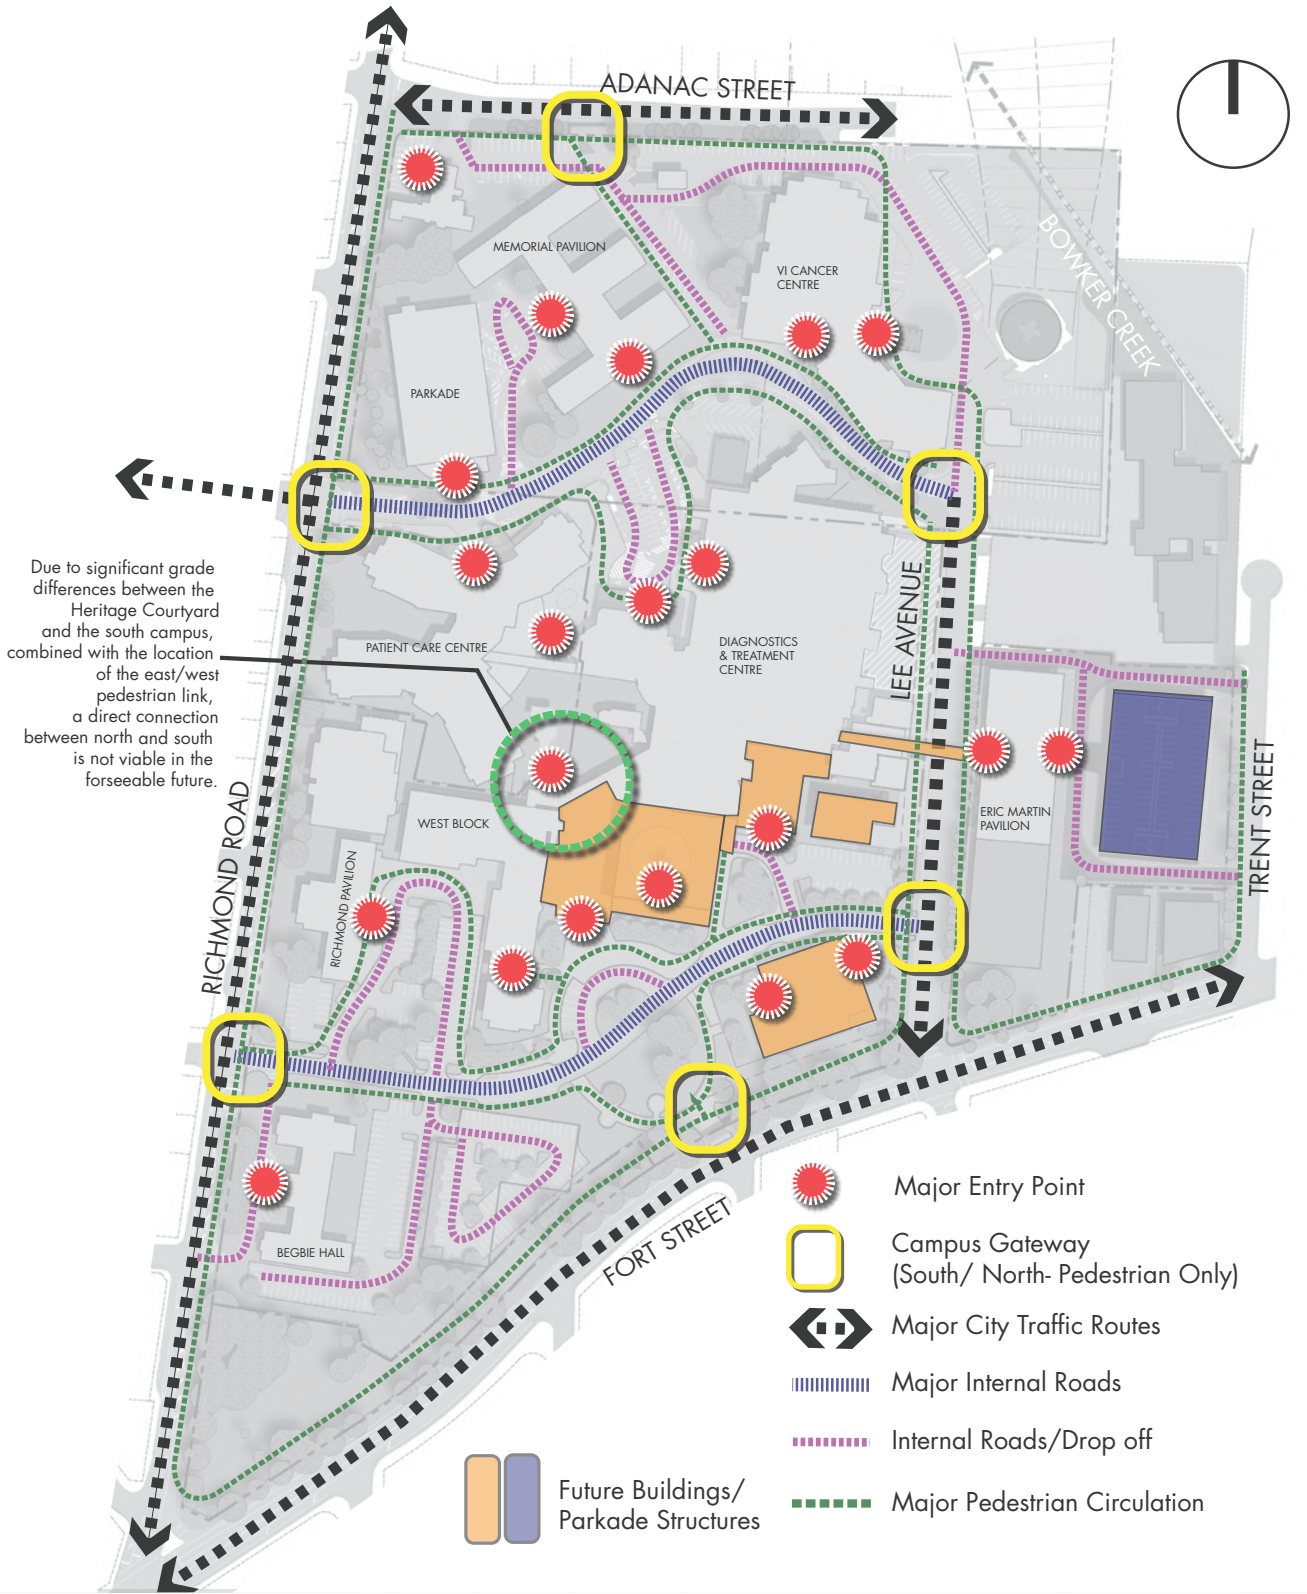 ADANAC STREET
BOWKER CREEK
MEMORIAL PAVILION
VI CANCER
CENTRE
PARKADE
Due to significant grade
differences between the
Heritage Courtyard
and the south campus,
combined with the location
of the east/west
pedestrian link,
a direct connection
between north and south
is not viable in the
forseeable future.
PATIENT CARE CENTRE
DIAGNOSTICS
& TREATMENT
CENTRE
LEE AVENUE
RICHMOND ROAD
WEST BLOCK
RICHMOND PAVILION
ERIC MARTIN
PAVILION
TRENT STREET
BEGBIE HALL
FORT STREET
Major Entry Point
Campus Gateway
(South/ North- Pedestrian Only)
Major City Traffic Routes
Major Internal Roads
Internal Roads/Drop off
Major Pedestrian Circulation
Future Buildings/
Parkade Structures